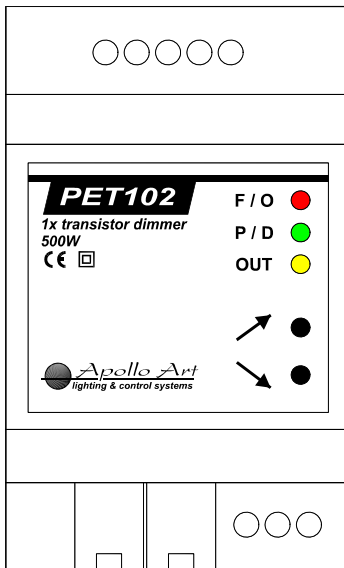 PET102
1x transistor dimmer
500W
CE
F / O
P / D
OUT
Apollo Art
lighting & control systems